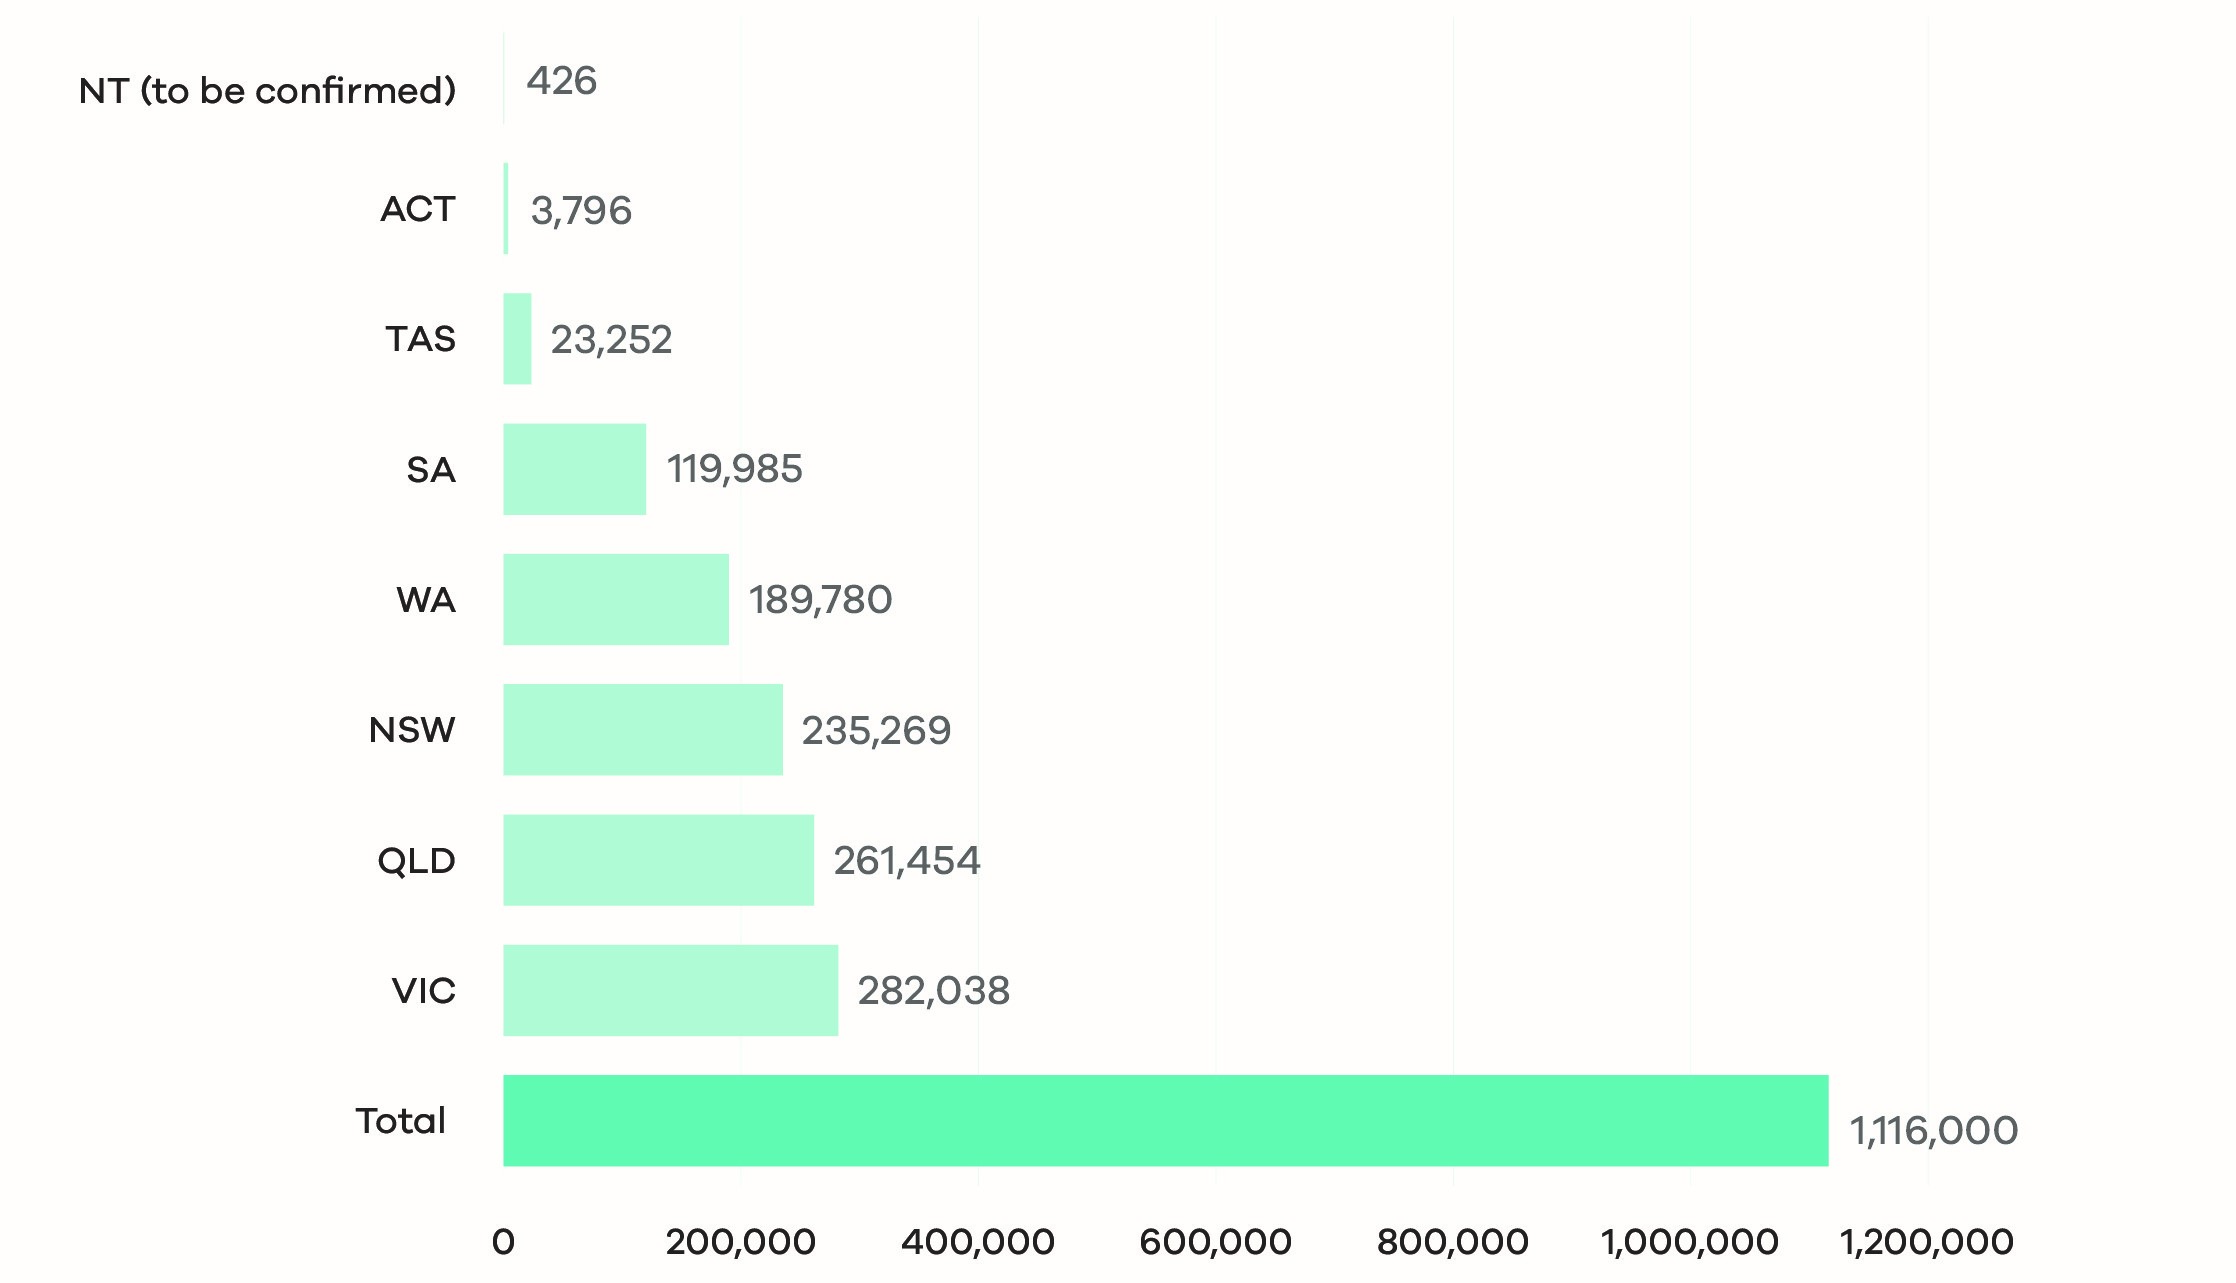 NT (to be confirmed) 426
ACT 3,796
TAS 23,252
SA 119,985
WA 189,780
NSW 235,269
QLD 261,454
VIC 282,038
Total 1,116,000
0 200,000 400,000 600,000 800,000 1,000,000 1,200,000